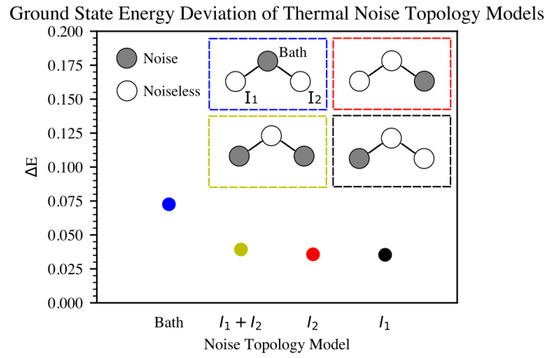 Ground State Energy Deviation of Thermal Noise Topology Models
0.200
0.175
0.150
0.125
0.100
0.075
0.050
0.025
0.000
ΔE
Noise
Noiseless
Bath
I₁
I₂
Bath
I₁ + I₂
I₂
I₁
Noise Topology Model